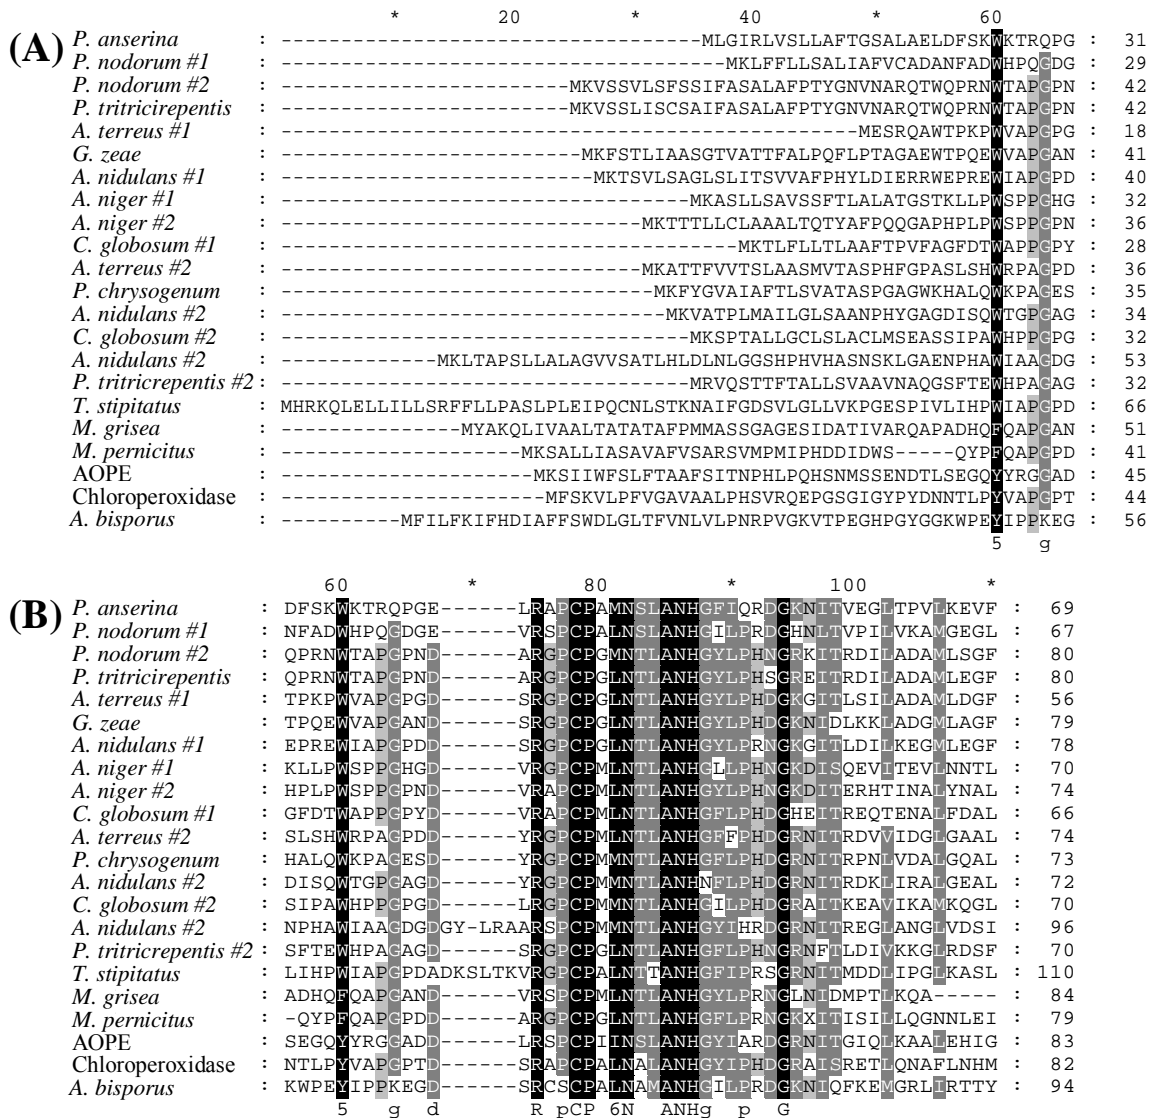 * 20 * 40 * 60
(A) P. anserina : -----------------------------------MLGIRLVSLLAFTGSALAELDFSKWKTRQPG : 31
P. nodorum #1 : -------------------------------------MKLFFLLSALIAFVCADANFADWHPQGDG : 29
P. nodorum #2 : ------------------------MKVSSVLSFSSIFASALAFPTYGNVNARQTWQPRNWTAPGPN : 42
P. tritricirepentis : ------------------------MKVSSLISCSAIFASALAFPTYGNVNARQTWQPRNWTAPGPN : 42
A. terreus #1 : ------------------------------------------------MESRQAWTPKPWVAPGPG : 18
G. zeae : -------------------------MKFSTLIAASGTVATTFALPQFLPTAGAEWTPQEWVAPGAN : 41
A. nidulans #1 : --------------------------MKTSVLSAGLSLITSVVAFPHYLDIERRWEPREWIAPGPD : 40
A. niger #1 : ----------------------------------MKASLLSAVSSFTLALATGSTKLLPWSPPGHG : 32
A. niger #2 : ------------------------------MKTTTLLCLAAALTQTYAFPQQGAPHPLPWSPPGPN : 36
C. globosum #1 : --------------------------------------MKTLFLLTLAAFTPVFAGFDTWAPPGPY : 28
A. terreus #2 : ------------------------------MKATTFVVTSLAASMVTASPHFGPASLSHWRPAGPD : 36
P. chrysogenum : -------------------------------MKFYGVAIAFTLSVATASPGAGWKHALQWKPAGES : 35
A. nidulans #2 : --------------------------------MKVATPLMAILGCLSAANPHYGAGDISQWTGPGAG : 34
C. globosum #2 : ----------------------------------MKSPTALLGCLSLACLMSEASSIPAWHPPGPG : 32
A. nidulans #2 : -------------MKLTAPSLLALAGVVSATLHLDLNLGGSHPHVHASNSKLGAENPHAWIAAGDG : 53
P. tritricrepentis #2 : ----------------------------------MRVQSTTFTALLSVAAVNAQGSFTEWHPAGAG : 32
T. stipitatus : MHRKQLELLILLSRFFLLPASLPLEIPQCNLSTKNAIFGDSVLGLLVKPGESPIVLIHPWIAPGPD : 66
M. grisea : ---------------MYAKQLIVAALTATATAFPMMASSGAGESIDATIVARQAPADHQFQAPGAN : 51
M. pernicitus : --------------------MKSALLIASAVAFVSARSVMPMIPHDDIDWS-----QYPFQAPGPD : 41
AOPE : ---------------------MKSIIWFSLFTAAFSITNPHLPQHSNMSSENDTLSEGQYYRGGAD : 45
Chloroperoxidase : ----------------------MFSKVLPFVGAVAALPHSVRQEPGSGIGYPYDNNTLPYVAPGPT : 44
A. bisporus : ----------MFILFKIFHDIAFFSWDLGLTFVNLVLPNRPVGKVTPEGHPGYGGKWPEYIPPKEG : 56
5 g
60 * 80 * 100 *
(B) P. anserina : DFSKWKTRQPGE------LRAPCPAMNSLANHGFIQRDGKNITVEGLTPVLKEVF : 69
P. nodorum #1 : NFADWHPQGDGE------VRSPCPALNSLANHGILPRDGHNLTVPILVKAMGEGL : 67
P. nodorum #2 : QPRNWTAPGPND------ARGPCPGMNTLANHGYLPHNGRKITRDILADAMLSGF : 80
P. tritricirepentis : QPRNWTAPGPND------ARGPCPGMNTLANHGYLPHSGREITRDILADAMLEGF : 80
A. terreus #1 : TPKPWVAPGPGD------SRGPCPGLNTLANHGYLPHDGKGITLSILADAMLDGF : 56
G. zeae : TPQEWVAPGAND------SRGPCPGLNTLANHGYLPHDGKNIDLKKLADGMLAGF : 79
A. nidulans #1 : EPREWIAPGPDD------SRGPCPGLNTLANHGYLPRNGKGITLDILKEGMLEGF : 78
A. niger #1 : KLLPWSPPGHGD------VRGPCPMLNTLANHGLLPHNGKDISQEVITEVLNNTL : 70
A. niger #2 : HPLPWSPPGPND------VRAPCPMLNTLANHGYLPHNGKDITERHTINALYNAL : 74
C. globosum #1 : GFDTWAPPGPYD------VRAPCPMLNTLANHGFLPHDGHEITREQTENALFDAL : 66
A. terreus #2 : SLSHWRPAGPDD------YRGPCPMLNTLANHGFFPHDGRNITRDVVIDGLGAAL : 74
P. chrysogenum : HALQWKPAGESD------YRGPCPMMNTLANHGFLPHDGRNITRPNLVDALGQAL : 73
A. nidulans #2 : DISQWTGPGAGD------YRGPCPMMNTLANHNFLPHDGRNITRDKLIRALGEAL : 72
C. globosum #2 : SIPAWHPPGPGD------LRGPCPMLNTLANHGILPHDGRAITKEAVIKAMKQGL : 70
A. nidulans #2 : NPHAWIAAGDGDGY-LRAARSPCPMMNTLANHGYIHRDGRNITREGLANGLVDSI : 96
P. tritricrepentis #2 : SFTEWHPAGAGD------SRGPCPGLNTLANHGFLPHNGRNFTLDIVKKGLRDSF : 70
T. stipitatus : LIHPWIAPGPDADKSLTKVRGPCPALNTTANHGFIPRSGRNITMDDLIPGLKASL : 110
M. grisea : ADHQFQAPGAND------VRSPCPMLNTLANHGYLPRNGLNIDMPTLKQA----- : 84
M. pernicitus : -QYPFQAPGPDD------ARGPCPGLNTLANHGFLPRNGKXITISILLQGNNLEI : 79
AOPE : SEGQYYRGGADD------LRSPCPIINSLANHGYIARDGRNITGIQLKAALEHIG : 83
Chloroperoxidase : NTLPYVAPGPTD------SRAPCPALNALANHGYIPHDGRAISRETLQNAFLNHM : 82
A. bisporus : KWPEYIPPKEGD------SRCSCPALNAMANHGILPRDGKNIQFKEMGRLIRTTY : 94
5 g d R pCP 6N ANHg p G